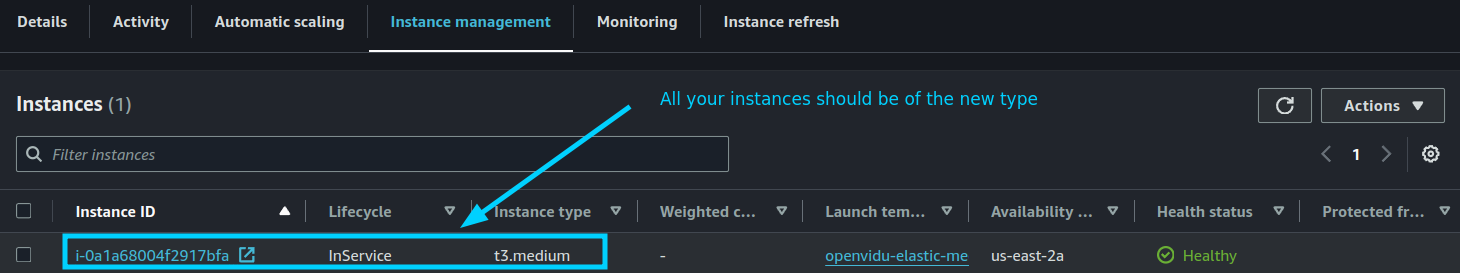 Details Activity Automatic scaling Instance management Monitoring Instance refresh
Instances (1) All your instances should be of the new type Actions
Filter instances 1
Instance ID Lifecycle Instance type Weighted c... Launch tem... Availability ... Health status Protected fr...
i-0a1a68004f2917bfa InService t3.medium - openvidu-elastic-me us-east-2a Healthy